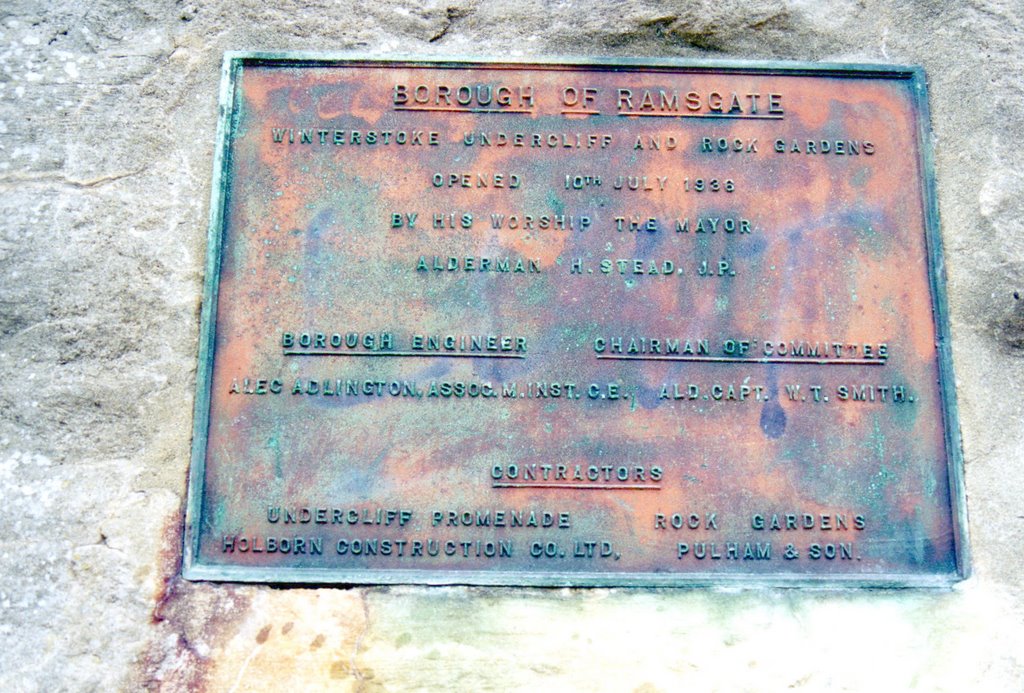 BOROUGH OF RAMSGATE
WINTERSTOKE UNDERCLIFF AND ROCK GARDENS
OPENED 10TH JULY 1936
BY HIS WORSHIP THE MAYOR
ALDERMAN H. STEAD. J.P.
BOROUGH ENGINEER CHAIRMAN OF COMMITTEE
ALEC ADLINGTON, ASSOC. M. INST. C.E. ALD. CAPT. W. T. SMITH.
CONTRACTORS
UNDERCLIFF PROMENADE ROCK GARDENS
HOLBORN CONSTRUCTION CO. LTD. PULHAM & SON.